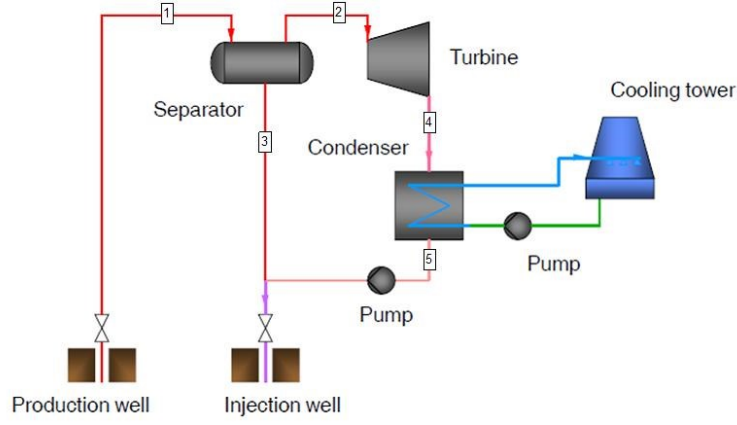 1
2
Turbine
Separator
Cooling tower
3
4
Condenser
5
Pump
Pump
Production well
Injection well